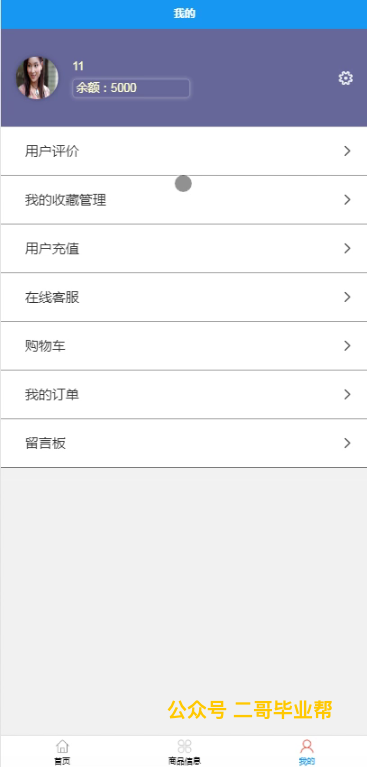 我的
11
余额：5000
用户评价
我的收藏管理
用户充值
在线客服
购物车
我的订单
留言板
公众号 二哥毕业帮
首页
商品信息
我的